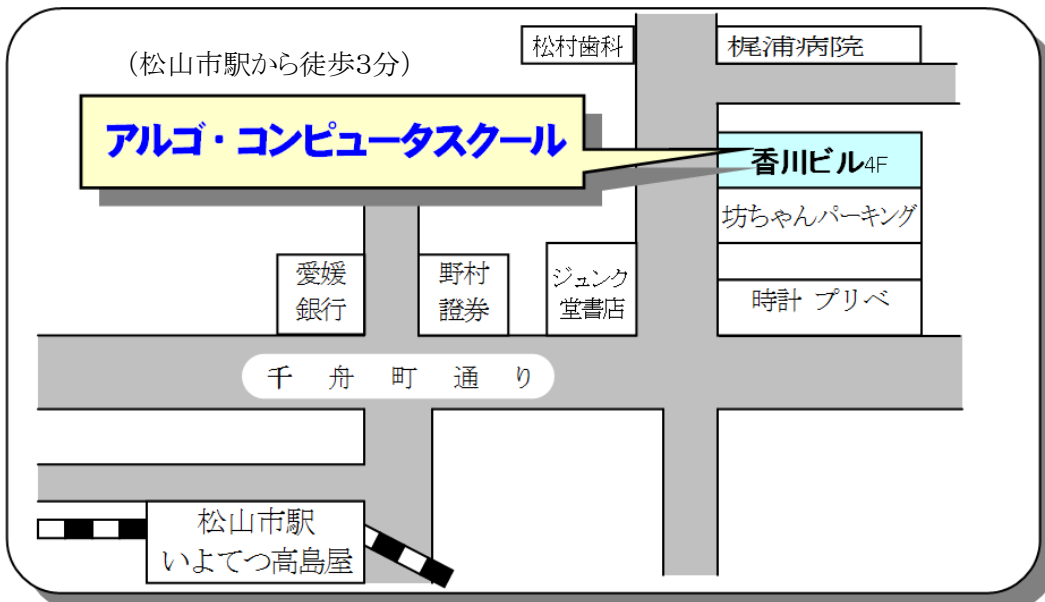 松村歯科
梶浦病院
（松山市駅から徒歩3分）
アルゴ・コンピュータスクール
香川ビル4F
坊ちゃんパーキング
愛媛
銀行
野村
證券
ジュンク
堂書店
時計 プリベ
千舟町通り
松山市駅
いよてつ高島屋